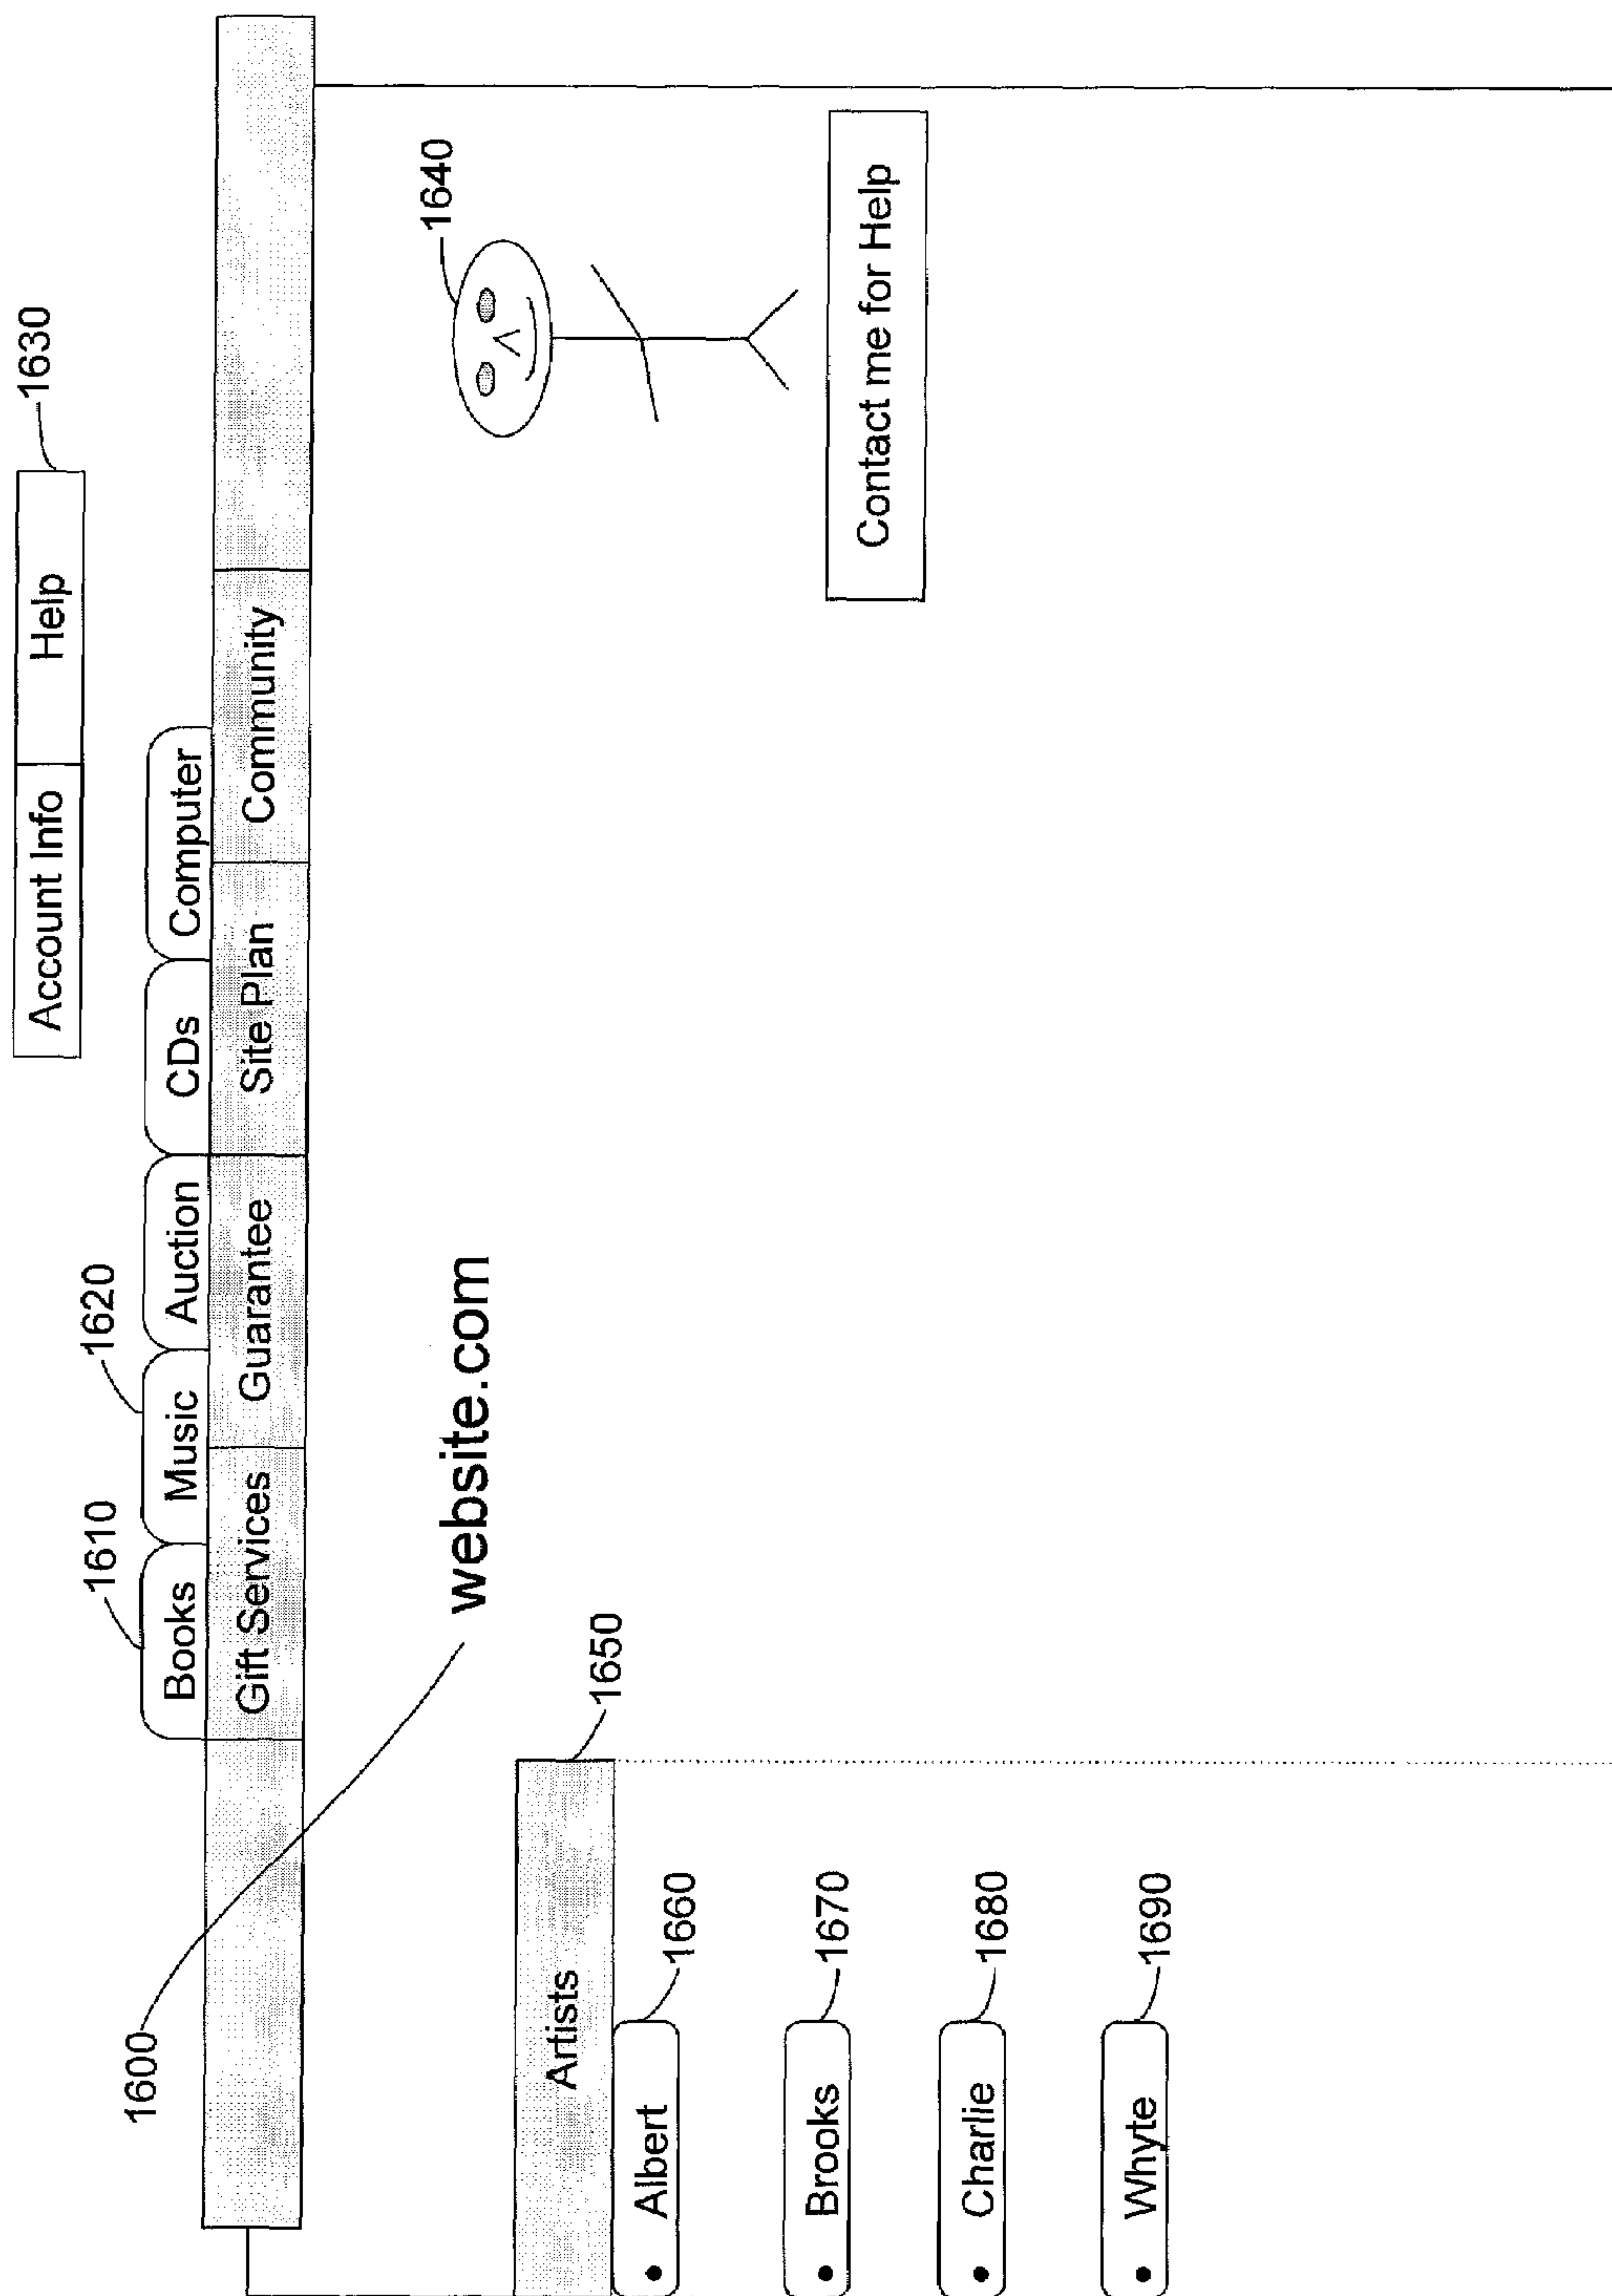 Account Info Help
1630
1610
1620
Books Music Auction CDs Computer
Gift Services Guarantee Site Plan Community
1600
website.com
1640
1650
Artists
• Albert
1660
• Brooks
1670
• Charlie
1680
• Whyte
1690
Contact me for Help